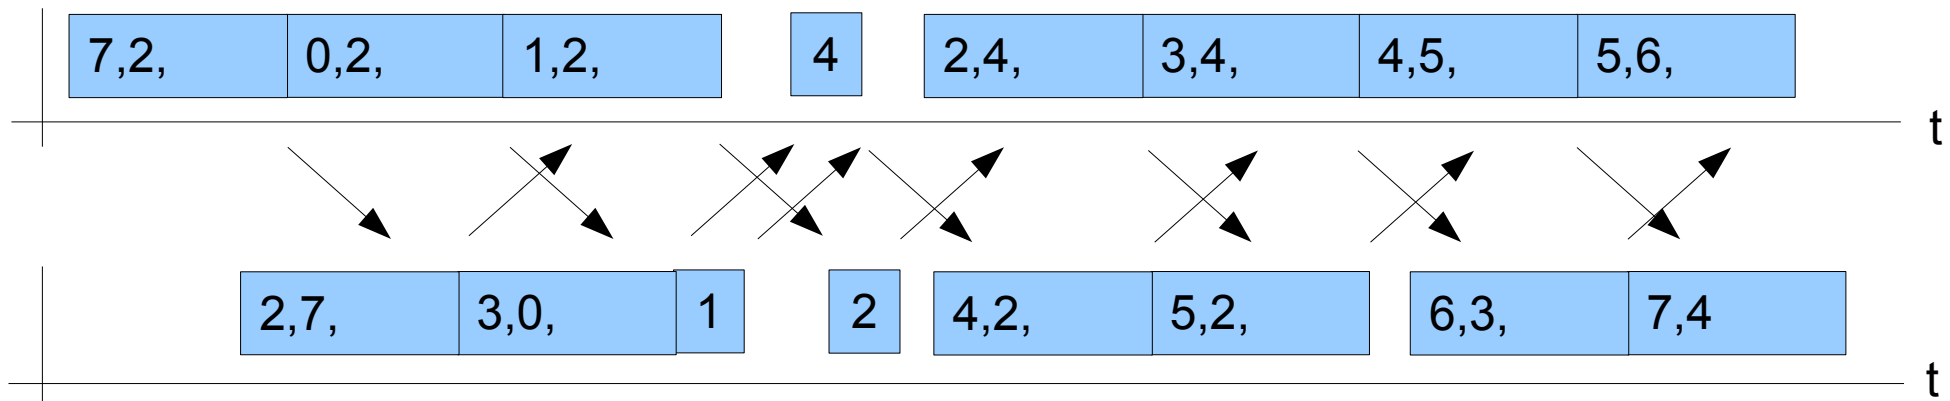 7,2, 0,2, 1,2, 4 2,4, 3,4, 4,5, 5,6,
t
2,7, 3,0, 1 2 4,2, 5,2, 6,3, 7,4
t